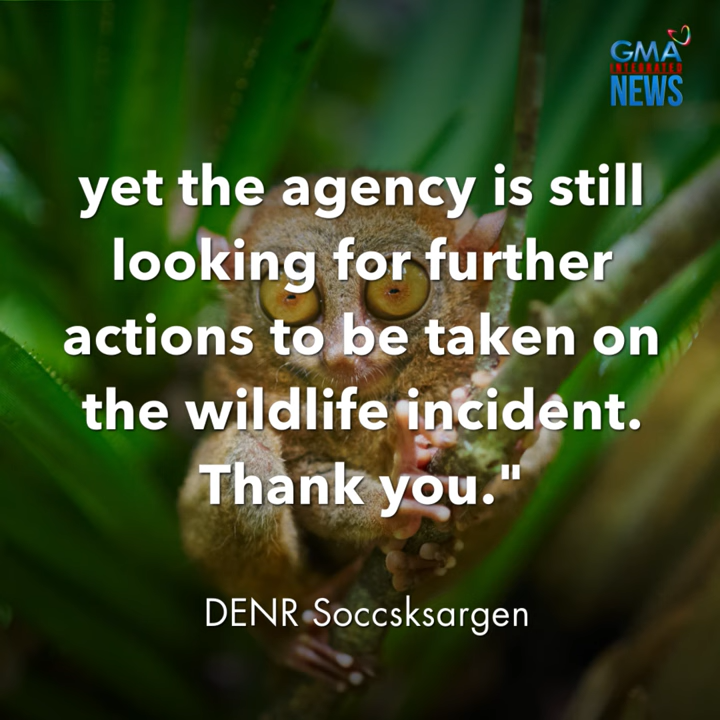 GMA
INTEGRATED
NEWS
yet the agency is still
looking for further
actions to be taken on
the wildlife incident.
Thank you."
DENR Soccsksargen